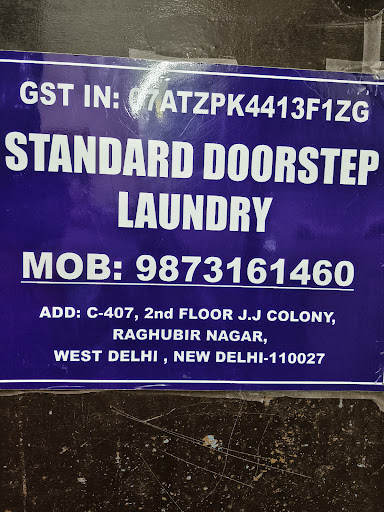 GST IN: 07ATZPK4413F1ZG
STANDARD DOORSTEP
LAUNDRY
MOB: 9873161460
ADD: C-407, 2nd FLOOR J.J COLONY,
RAGHUBIR NAGAR,
WEST DELHI , NEW DELHI-110027